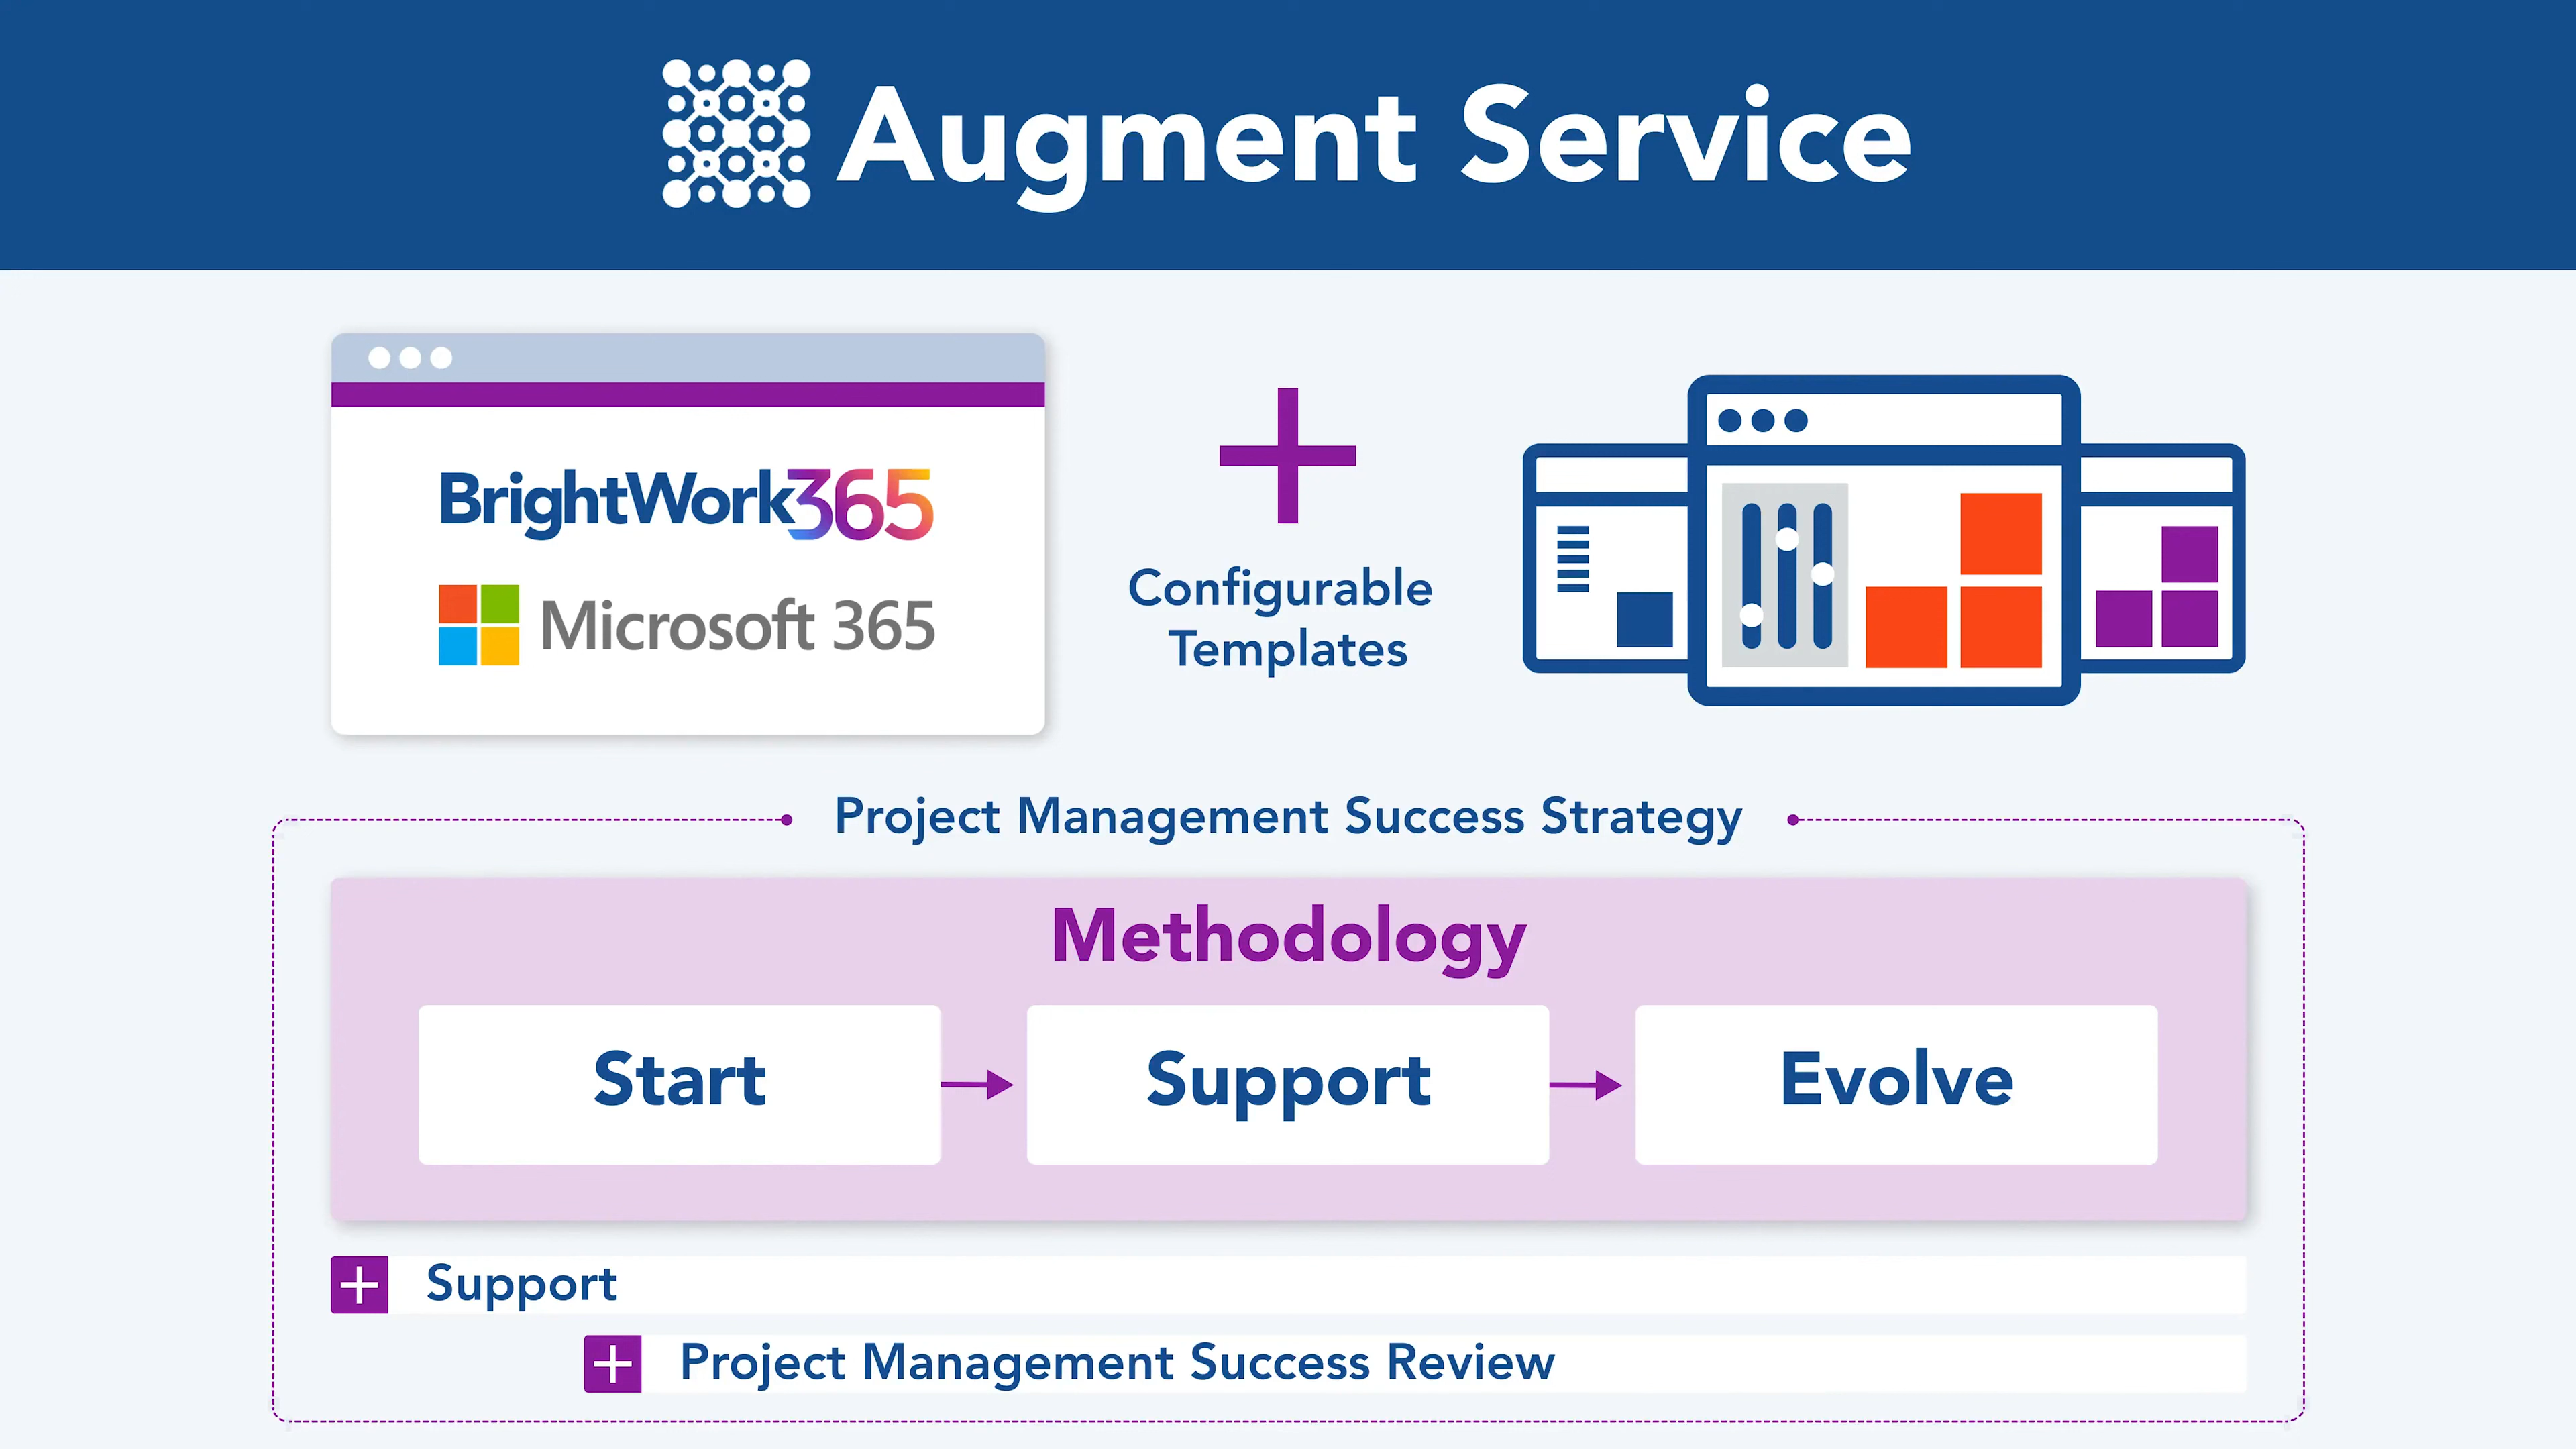 Augment Service
BrightWork365
Microsoft 365
Configurable
Templates
Project Management Success Strategy
Methodology
Start
Support
Evolve
Support
Project Management Success Review